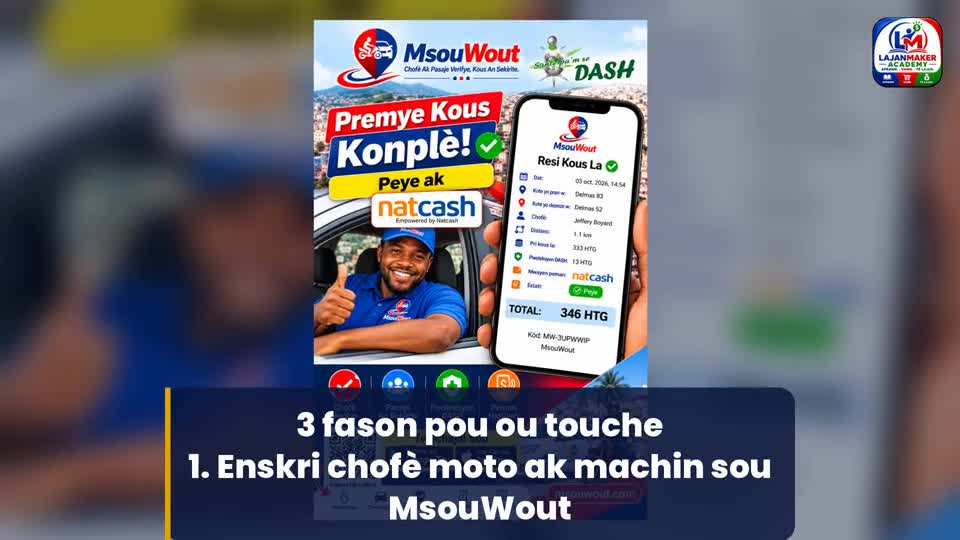 MsouWout
Chofè Ak Pasaje Verifye, Kous An Sekirite.
DASH
LM
LAJANMAKER
ACADEMY
Premye Kous
Konplè!
Peye ak
natcash
Empowered by Natcash
MsouWout
Resi Kous La
Dat: 03 oct, 2026, 14:54
Kote yo pran w: Delmas 83
Kote yo depoze w: Delmas 52
Chofè: Jeffery Boyard
Distans: 1.1 km
Pri kous la: 333 HTG
Pwoteksyon DASH: 13 HTG
Mwayen peman: natcash
Estati: Peye
TOTAL: 346 HTG
Kòd: MW-3UPWWIP
MsouWout
3 fason pou ou touche
1. Enskri chofè moto ak machin sou
MsouWout